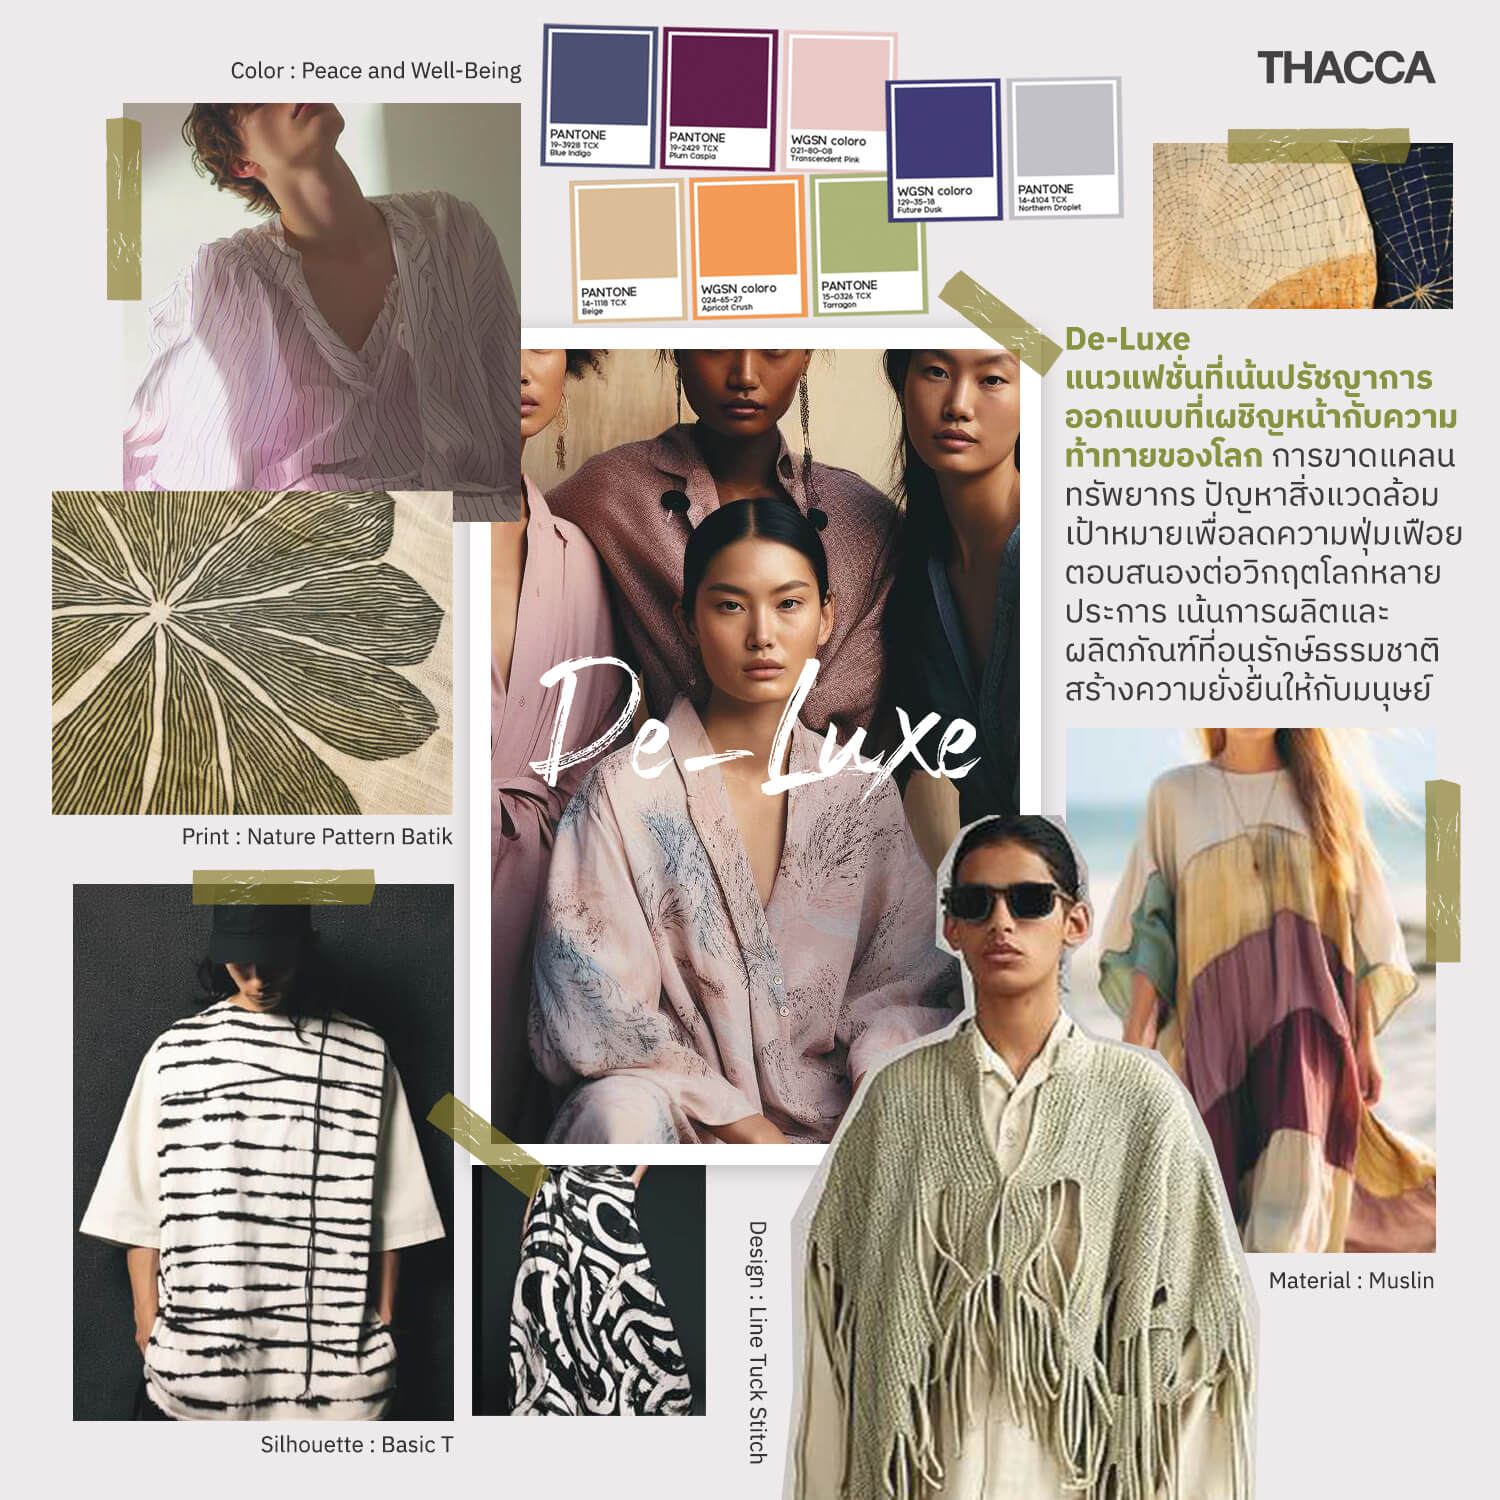 Color : Peace and Well-Being
PANTONE
19-3928 TCX
Blue Indigo
PANTONE
19-2429 TCX
Plum Caspia
WGSN coloro
021-80-08
Transcendent Pink
WGSN coloro
129-35-18
Future Dusk
PANTONE
14-4104 TCX
Northern Droplet
PANTONE
14-1118 TCX
Beige
WGSN coloro
024-65-27
Apricot Crush
PANTONE
15-0326 TCX
Tarragon
THACCA
De-Luxe
แนวแฟชั่นที่เน้นปรัชญาการ
ออกแบบที่เผชิญหน้ากับความ
ท้าทายของโลก การขาดแคลน
ทรัพยากร ปัญหาสิ่งแวดล้อม
เป้าหมายเพื่อลดความฟุ่มเฟือย
ตอบสนองต่อวิกฤตโลกหลาย
ประการ เน้นการผลิตและ
ผลิตภัณฑ์ที่อนุรักษ์ธรรมชาติ
สร้างความยั่งยืนให้กับมนุษย์
De-Luxe
Print : Nature Pattern Batik
Silhouette : Basic T
Design : Line Tuck Stitch
Material : Muslin